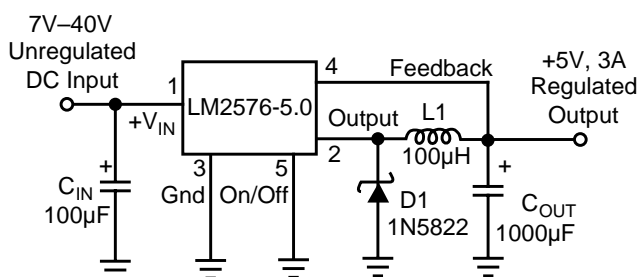 7V–40V
Unregulated
DC Input
1
+VIN
LM2576-5.0
4
Feedback
+5V, 3A
Regulated
Output
Output
2
L1
100µH
3
Gnd
5
On/Off
+
CIN
100µF
D1
1N5822
+
COUT
1000µF